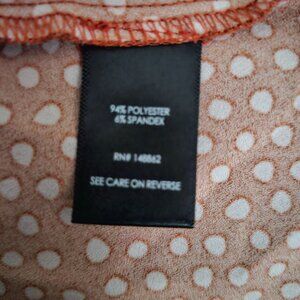 94% POLYESTER
6% SPANDEX
RN# 148862
SEE CARE ON REVERSE